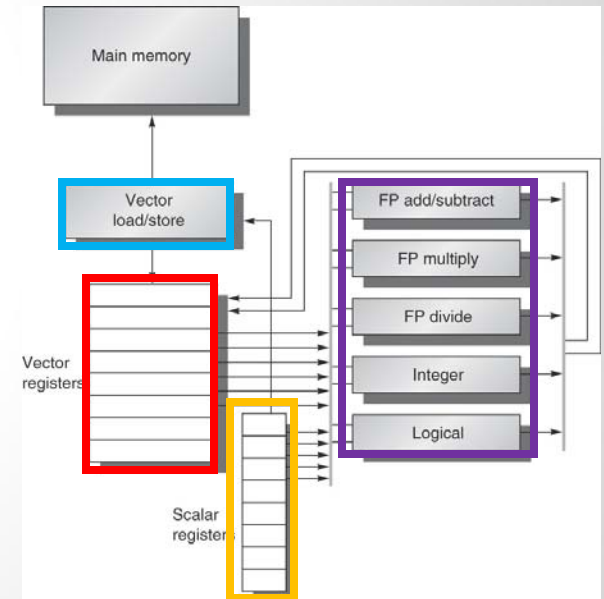 Main memory
Vector
load/store
FP add/subtract
FP multiply
FP divide
Integer
Logical
Vector
registers
Scalar
registers